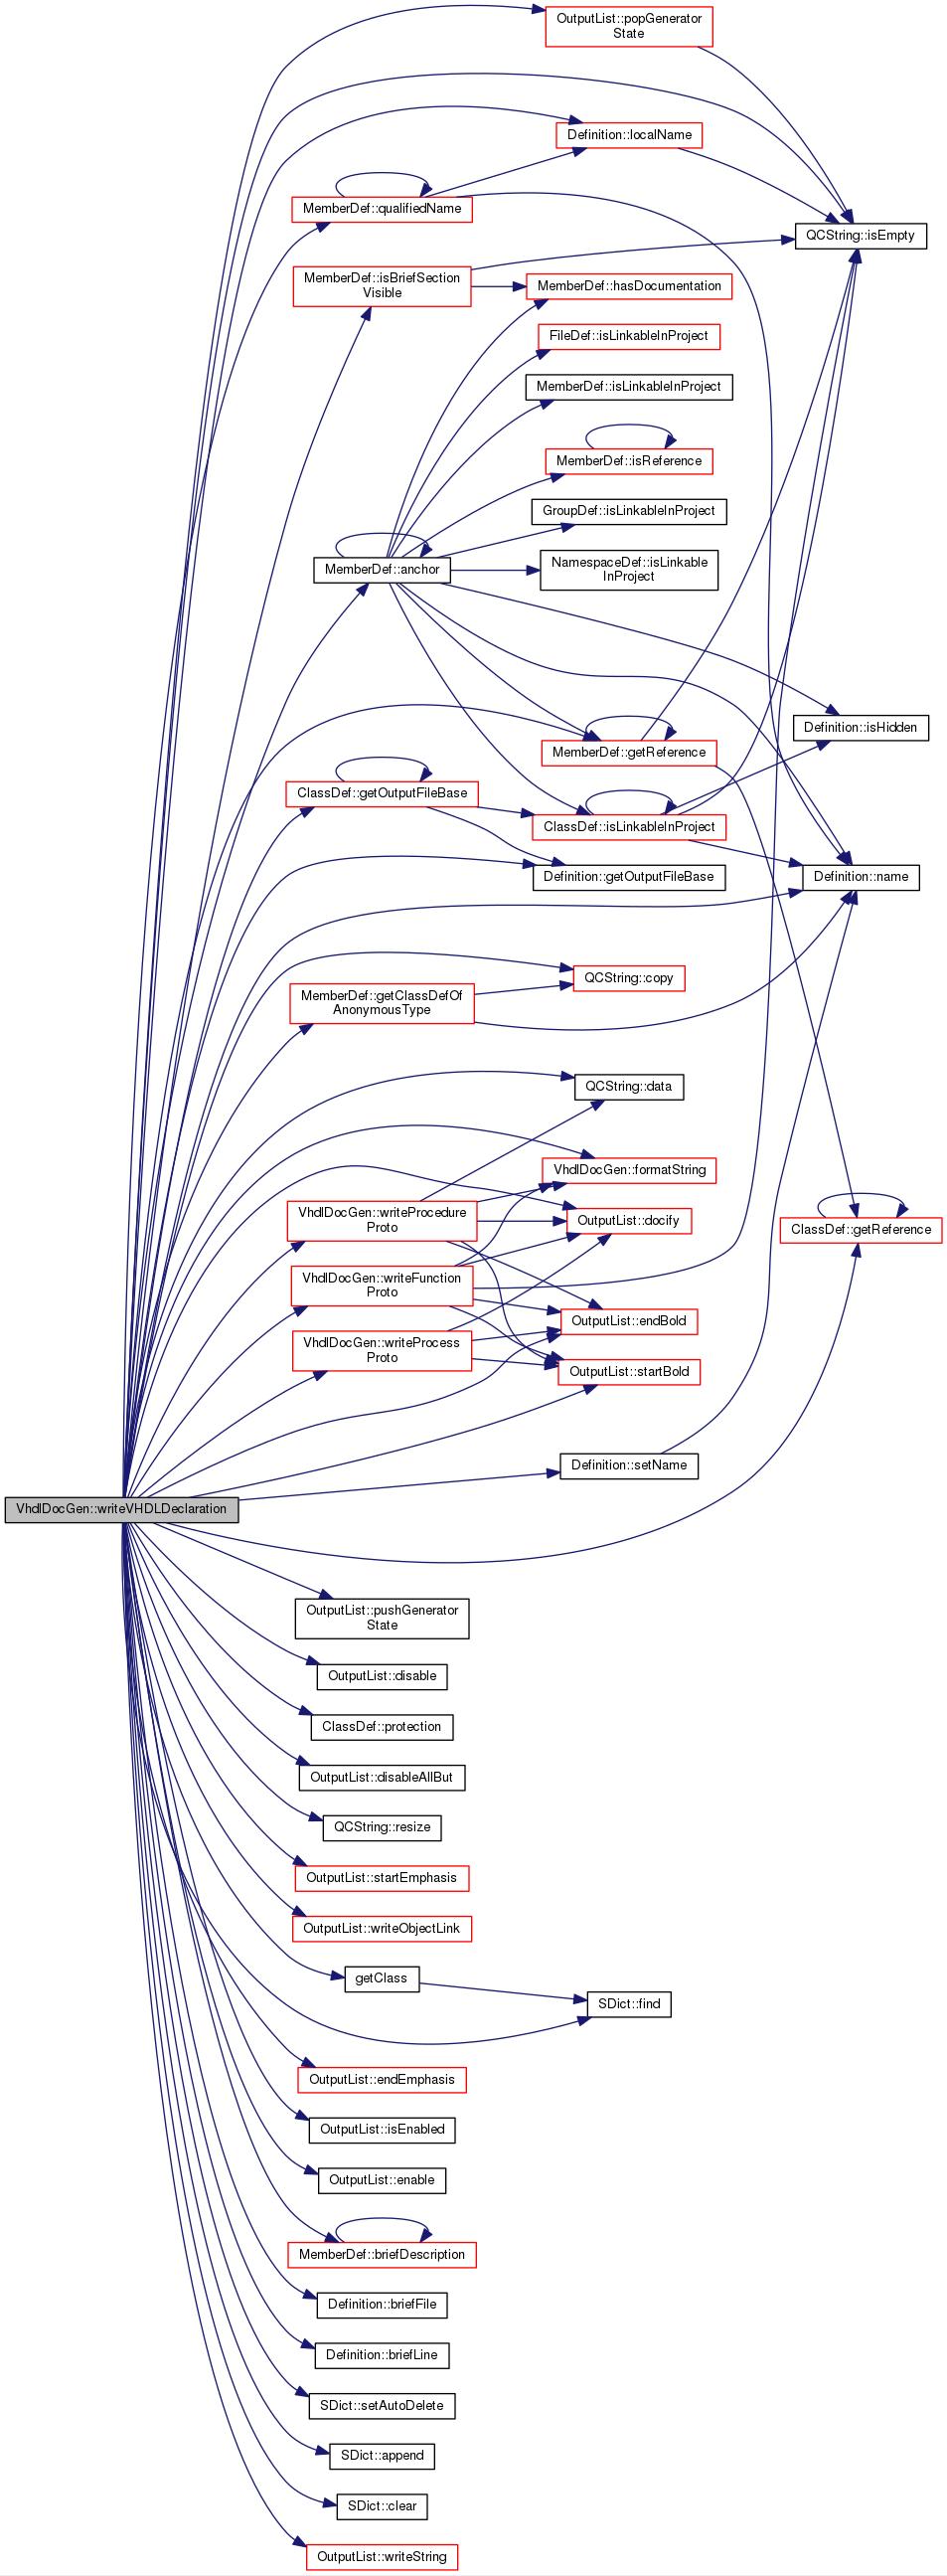 OutputList::popGenerator
State
Definition::localName
MemberDef::qualifiedName
QCString::isEmpty
MemberDef::isBriefSection
Visible
MemberDef::hasDocumentation
FileDef::isLinkableInProject
MemberDef::isLinkableInProject
MemberDef::isReference
GroupDef::isLinkableInProject
MemberDef::anchor
NamespaceDef::isLinkable
InProject
Definition::isHidden
MemberDef::getReference
ClassDef::getOutputFileBase
ClassDef::isLinkableInProject
Definition::getOutputFileBase
Definition::name
QCString::copy
MemberDef::getClassDefOf
AnonymousType
QCString::data
VhdlDocGen::formatString
VhdlDocGen::writeProcedure
Proto
OutputList::docify
ClassDef::getReference
VhdlDocGen::writeFunction
Proto
OutputList::endBold
VhdlDocGen::writeProcess
Proto
OutputList::startBold
Definition::setName
VhdlDocGen::writeVHDLDeclaration
OutputList::pushGenerator
State
OutputList::disable
ClassDef::protection
OutputList::disableAllBut
QCString::resize
OutputList::startEmphasis
OutputList::writeObjectLink
getClass
SDict::find
OutputList::endEmphasis
OutputList::isEnabled
OutputList::enable
MemberDef::briefDescription
Definition::briefFile
Definition::briefLine
SDict::setAutoDelete
SDict::append
SDict::clear
OutputList::writeString